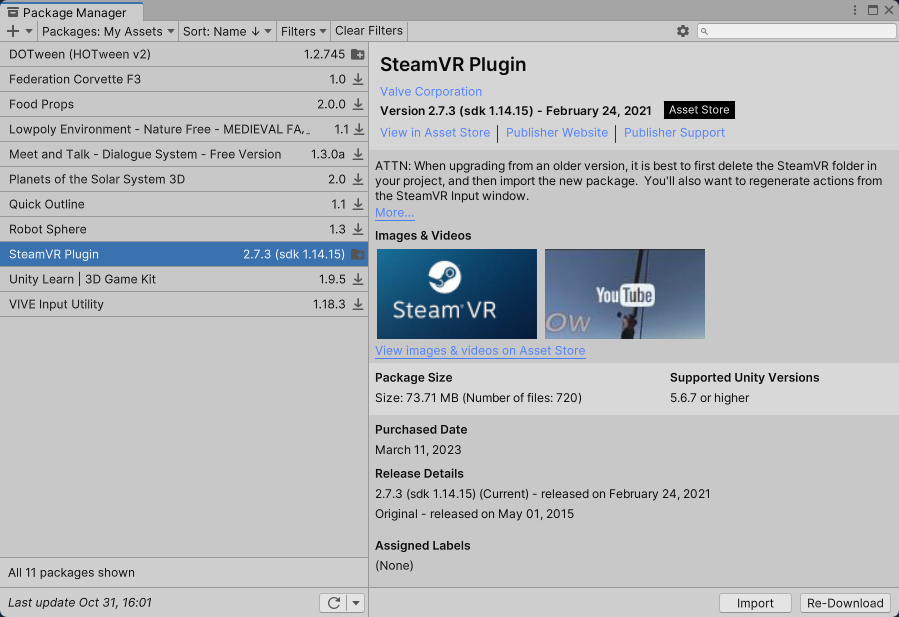 Package Manager
Packages: My Assets
Sort: Name ↓
Filters
Clear Filters
DOTween (HOTween v2) 1.2.745
Federation Corvette F3 1.0
Food Props 2.0.0
Lowpoly Environment - Nature Free - MEDIEVAL FA... 1.1
Meet and Talk - Dialogue System - Free Version 1.3.0a
Planets of the Solar System 3D 2.0
Quick Outline 1.1
Robot Sphere 1.3
SteamVR Plugin 2.7.3 (sdk 1.14.15)
Unity Learn | 3D Game Kit 1.9.5
VIVE Input Utility 1.18.3
All 11 packages shown
Last update Oct 31, 16:01
SteamVR Plugin
Valve Corporation
Version 2.7.3 (sdk 1.14.15) - February 24, 2021 Asset Store
View in Asset Store | Publisher Website | Publisher Support
ATTN: When upgrading from an older version, it is best to first delete the SteamVR folder in
your project, and then import the new package. You'll also want to regenerate actions from
the SteamVR Input window.
More...
Images & Videos
Steam VR
YouTube
ow
View images & videos on Asset Store
Package Size Supported Unity Versions
Size: 73.71 MB (Number of files: 720) 5.6.7 or higher
Purchased Date
March 11, 2023
Release Details
2.7.3 (sdk 1.14.15) (Current) - released on February 24, 2021
Original - released on May 01, 2015
Assigned Labels
(None)
Import
Re-Download